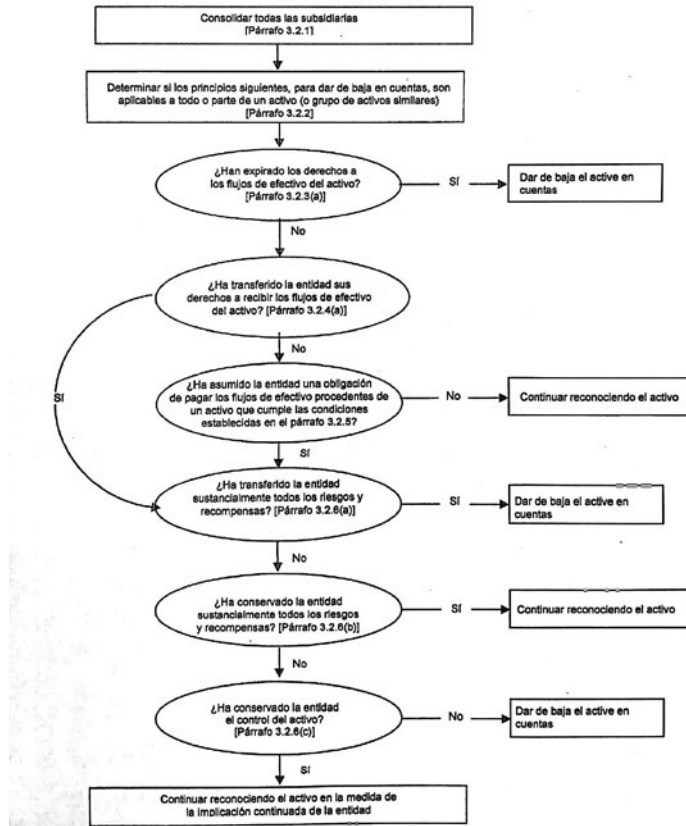 Consolidar todas las subsidiarias
[Párrafo 3.2.1]
Determinar si los principios siguientes, para dar de baja en cuentas, son
aplicables a todo o parte de un activo (o grupo de activos similares)
[Párrafo 3.2.2]
¿Han expirado los derechos a
los flujos de efectivo del activo?
[Párrafo 3.2.3(a)]
Sí
Dar de baja el active en
cuentas
No
¿Ha transferido la entidad sus
derechos a recibir los flujos de efectivo
del activo? [Párrafo 3.2.4(a)]
Sí
No
¿Ha asumido la entidad una obligación
de pagar los flujos de efectivo procedentes de
un activo que cumple las condiciones
establecidas en el párrafo 3.2.5?
No
Continuar reconociendo el activo
Sí
¿Ha transferido la entidad
sustancialmente todos los riesgos y
recompensas? [Párrafo 3.2.6(a)]
Sí
Dar de baja el active en
cuentas
No
¿Ha conservado la entidad
sustancialmente todos los riesgos
y recompensas? [Párrafo 3.2.6(b)]
Sí
Continuar reconociendo el activo
No
¿Ha conservado la entidad
el control del activo?
[Párrafo 3.2.6(c)]
No
Dar de baja el active en
cuentas
Sí
Continuar reconociendo el activo en la medida de
la implicación continuada de la entidad